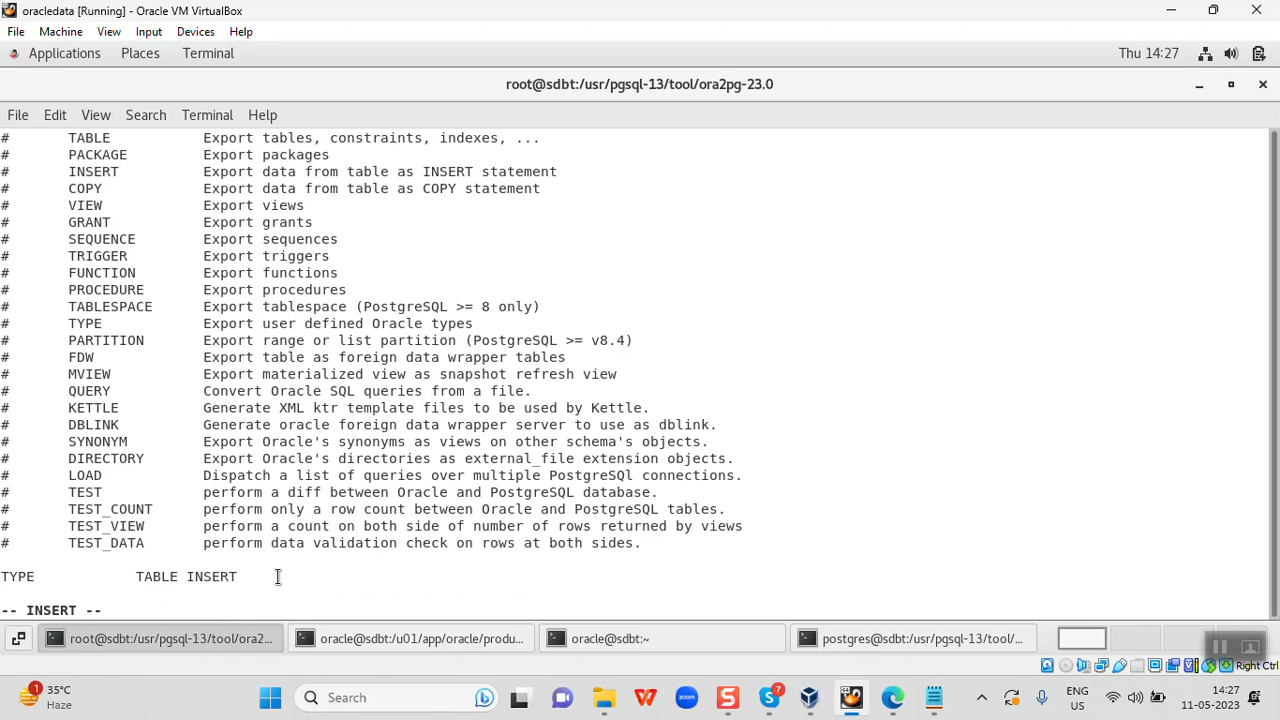 oracledata [Running] - Oracle VM VirtualBox
File Machine View Input Devices Help
Applications Places Terminal Thu 14:27
root@sdbt:/usr/pgsql-13/tool/ora2pg-23.0
File Edit View Search Terminal Help
# TABLE Export tables, constraints, indexes, ...
# PACKAGE Export packages
# INSERT Export data from table as INSERT statement
# COPY Export data from table as COPY statement
# VIEW Export views
# GRANT Export grants
# SEQUENCE Export sequences
# TRIGGER Export triggers
# FUNCTION Export functions
# PROCEDURE Export procedures
# TABLESPACE Export tablespace (PostgreSQL >= 8 only)
# TYPE Export user defined Oracle types
# PARTITION Export range or list partition (PostgreSQL >= v8.4)
# FDW Export table as foreign data wrapper tables
# MVIEW Export materialized view as snapshot refresh view
# QUERY Convert Oracle SQL queries from a file.
# KETTLE Generate XML ktr template files to be used by Kettle.
# DBLINK Generate oracle foreign data wrapper server to use as dblink.
# SYNONYM Export Oracle's synonyms as views on other schema's objects.
# DIRECTORY Export Oracle's directories as external_file extension objects.
# LOAD Dispatch a list of queries over multiple PostgreSQl connections.
# TEST perform a diff between Oracle and PostgreSQL database.
# TEST_COUNT perform only a row count between Oracle and PostgreSQL tables.
# TEST_VIEW perform a count on both side of number of rows returned by views
# TEST_DATA perform data validation check on rows at both sides.
TYPE TABLE INSERT
-- INSERT --
root@sdbt:/usr/pgsql-13/tool/ora2... oracle@sdbt:/u01/app/oracle/produ... oracle@sdbt:~ postgres@sdbt:/usr/pgsql-13/tool/...
Right Ctrl
1 35°C Search 7 ENG 14:27
Haze US 11-05-2023